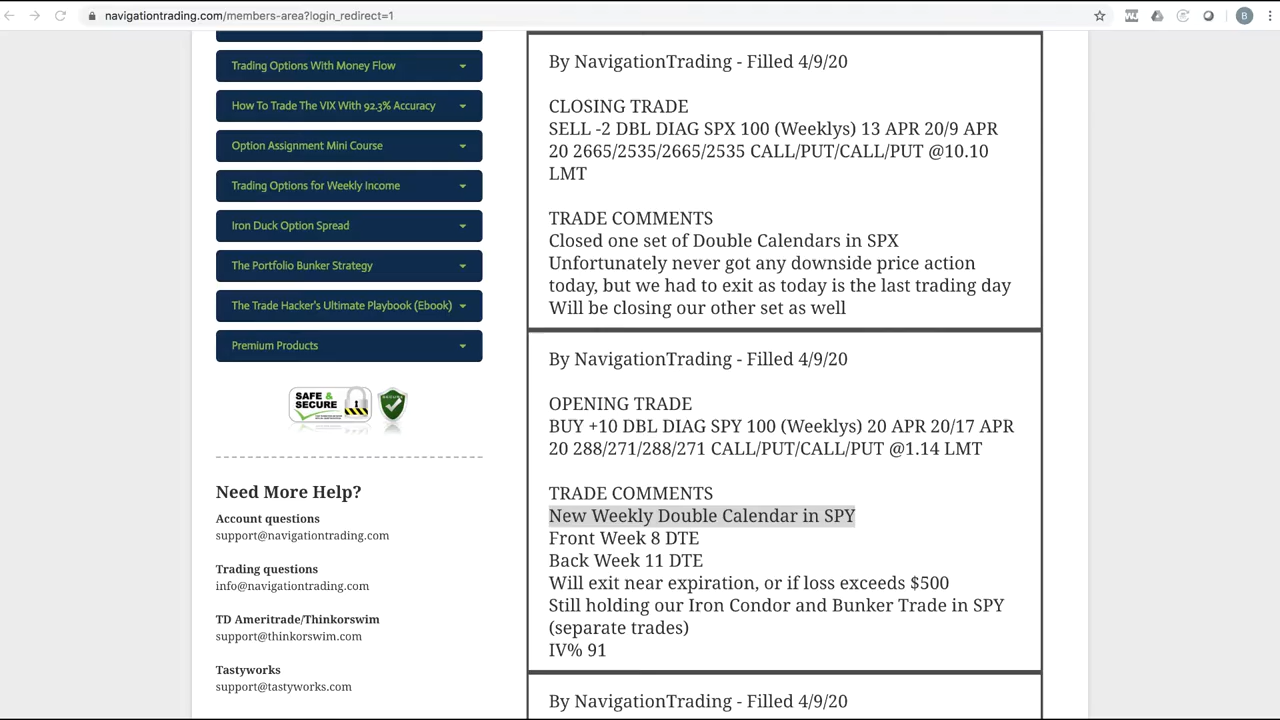 navigationtrading.com/members-area?login_redirect=1
B
Trading Options With Money Flow
How To Trade The VIX With 92.3% Accuracy
Option Assignment Mini Course
Trading Options for Weekly Income
Iron Duck Option Spread
The Portfolio Bunker Strategy
The Trade Hacker's Ultimate Playbook (Ebook)
Premium Products
SAFE &
SECURE
SECURE
Need More Help?
Account questions
support@navigationtrading.com
Trading questions
info@navigationtrading.com
TD Ameritrade/Thinkorswim
support@thinkorswim.com
Tastyworks
support@tastyworks.com
By NavigationTrading - Filled 4/9/20
CLOSING TRADE
SELL -2 DBL DIAG SPX 100 (Weeklys) 13 APR 20/9 APR
20 2665/2535/2665/2535 CALL/PUT/CALL/PUT @10.10
LMT
TRADE COMMENTS
Closed one set of Double Calendars in SPX
Unfortunately never got any downside price action
today, but we had to exit as today is the last trading day
Will be closing our other set as well
By NavigationTrading - Filled 4/9/20
OPENING TRADE
BUY +10 DBL DIAG SPY 100 (Weeklys) 20 APR 20/17 APR
20 288/271/288/271 CALL/PUT/CALL/PUT @1.14 LMT
TRADE COMMENTS
New Weekly Double Calendar in SPY
Front Week 8 DTE
Back Week 11 DTE
Will exit near expiration, or if loss exceeds $500
Still holding our Iron Condor and Bunker Trade in SPY
(separate trades)
IV% 91
By NavigationTrading - Filled 4/9/20